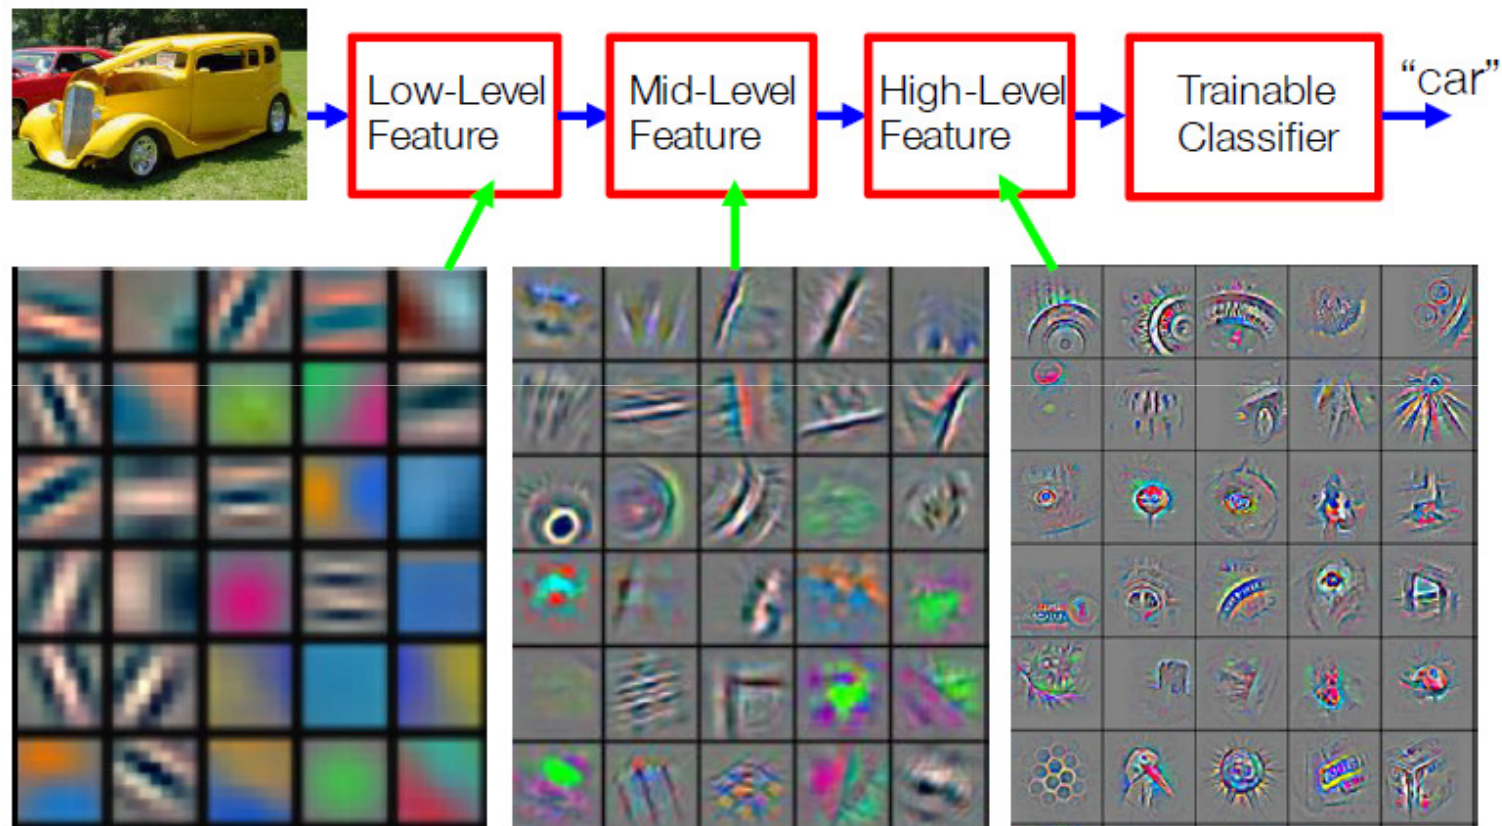 Low-Level
Feature
Mid-Level
Feature
High-Level
Feature
Trainable
Classifier
“car”